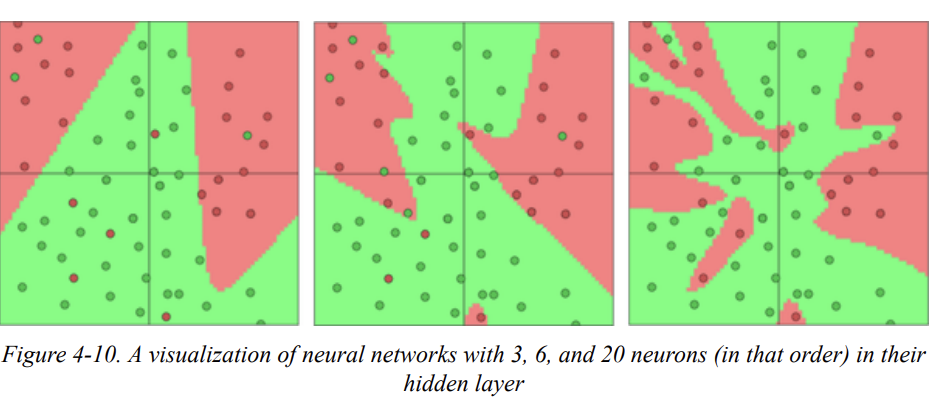 Figure 4-10. A visualization of neural networks with 3, 6, and 20 neurons (in that order) in their
hidden layer